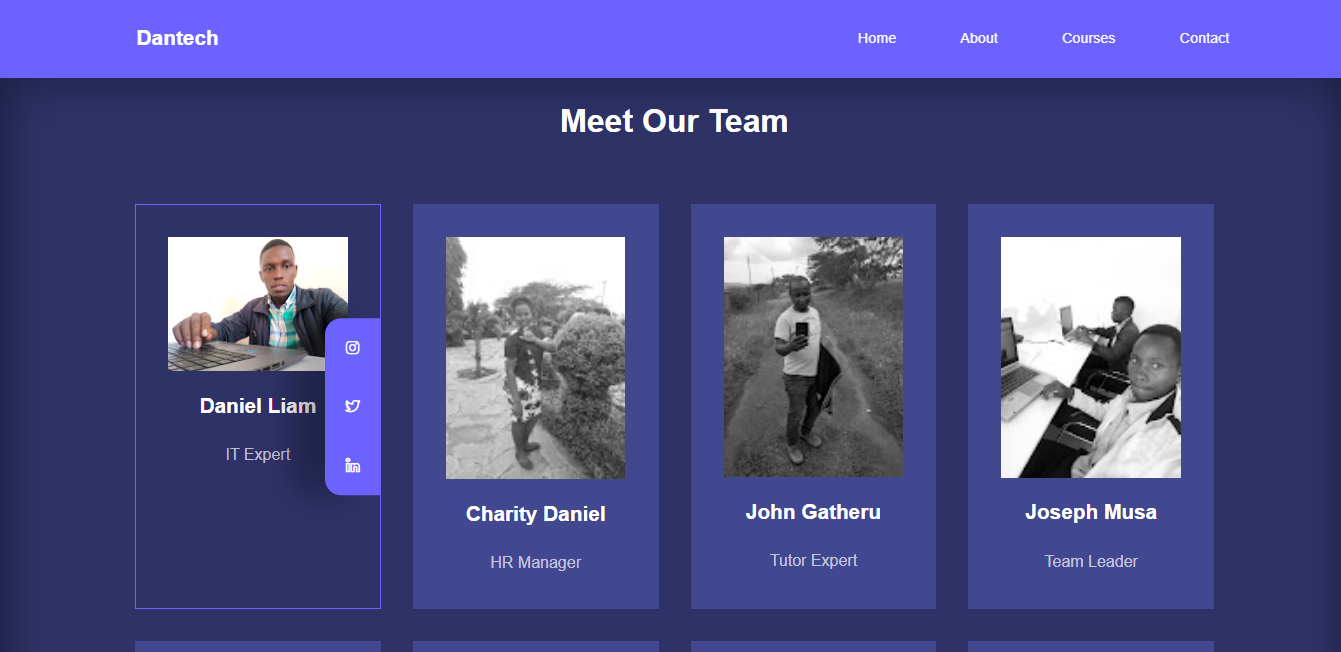 Dantech
Home
About
Courses
Contact
Meet Our Team
Daniel Liam
IT Expert
Charity Daniel
HR Manager
John Gatheru
Tutor Expert
Joseph Musa
Team Leader